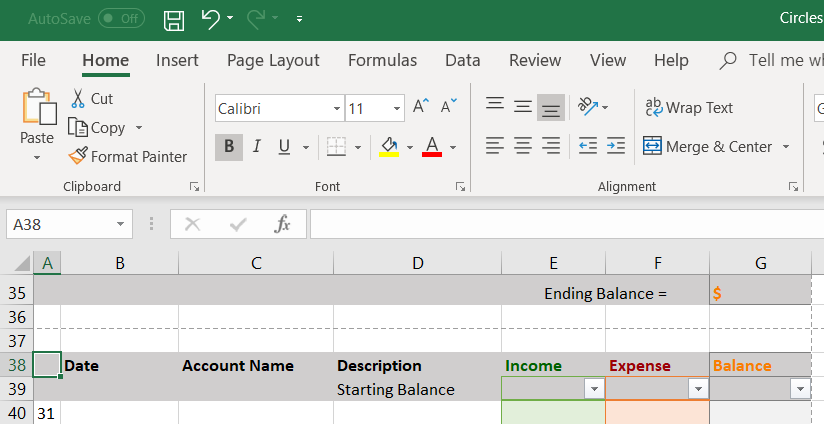 AutoSave Off Circles
File Home Insert Page Layout Formulas Data Review View Help Tell me wh
Paste
Cut
Copy
Format Painter
Clipboard
Calibri 11 A A
B I U A
Font
ab Wrap Text
Merge & Center
Alignment
A38 fx
A B C D E F G
35 Ending Balance = $
36
37
38 Date Account Name Description Income Expense Balance
39 Starting Balance
40 31